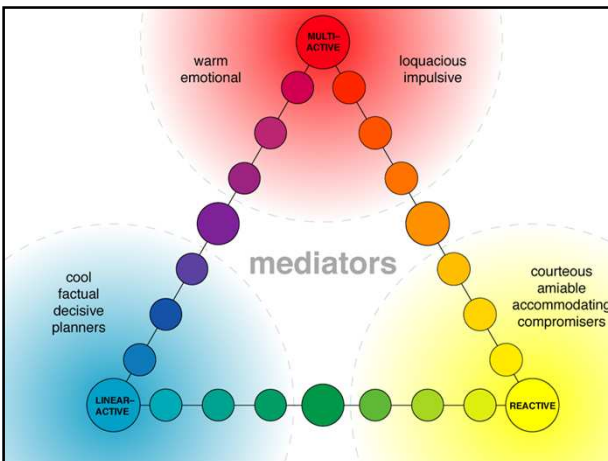 MULTI-
ACTIVE
warm
emotional
loquacious
impulsive
mediators
cool
factual
decisive
planners
courteous
amiable
accommodating
compromisers
LINEAR-
ACTIVE
REACTIVE